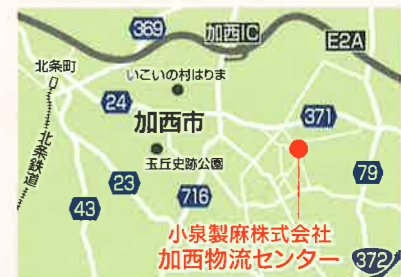 369
加西IC
E2A
北条町
いこいの村はりま
24
加西市
371
北条鉄道
玉丘史跡公園
79
23
716
43
小泉製麻株式会社
加西物流センター
372